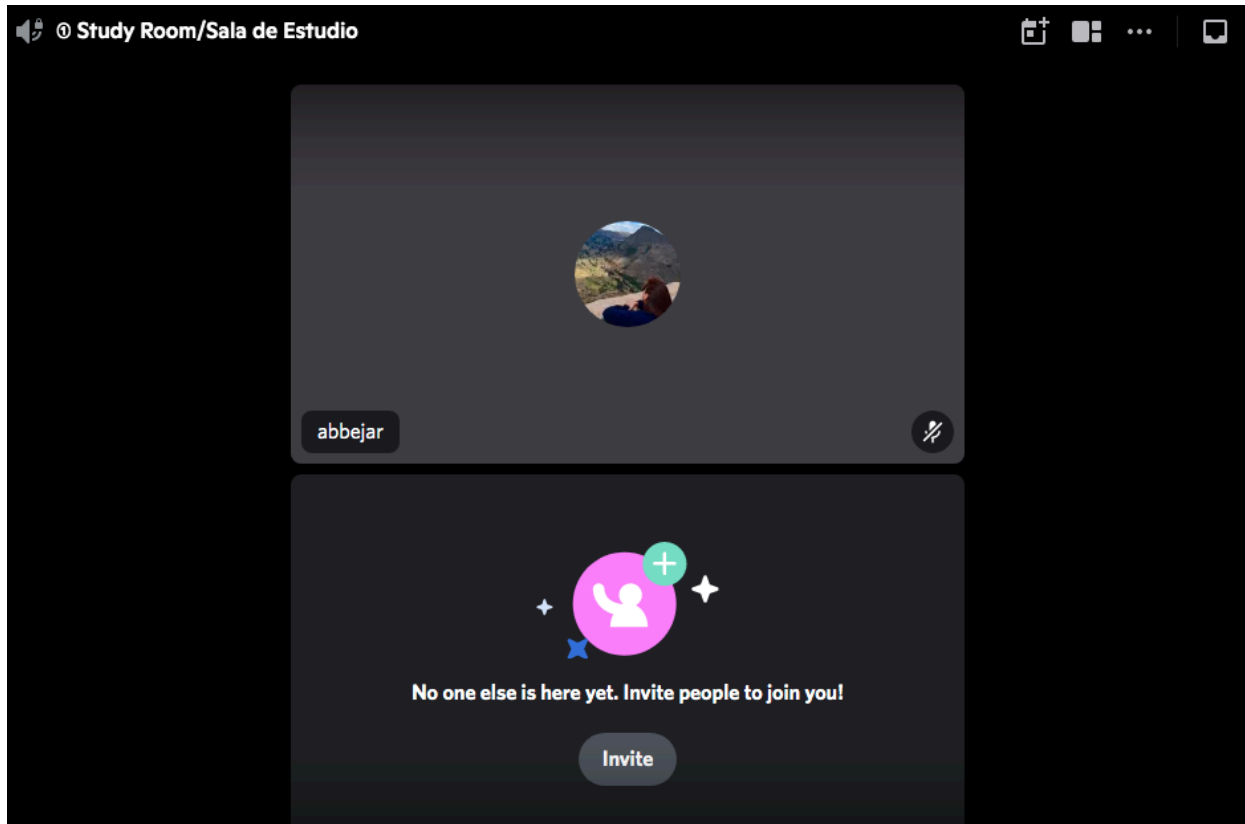 ① Study Room/Sala de Estudio
abbejar
No one else is here yet. Invite people to join you!
Invite